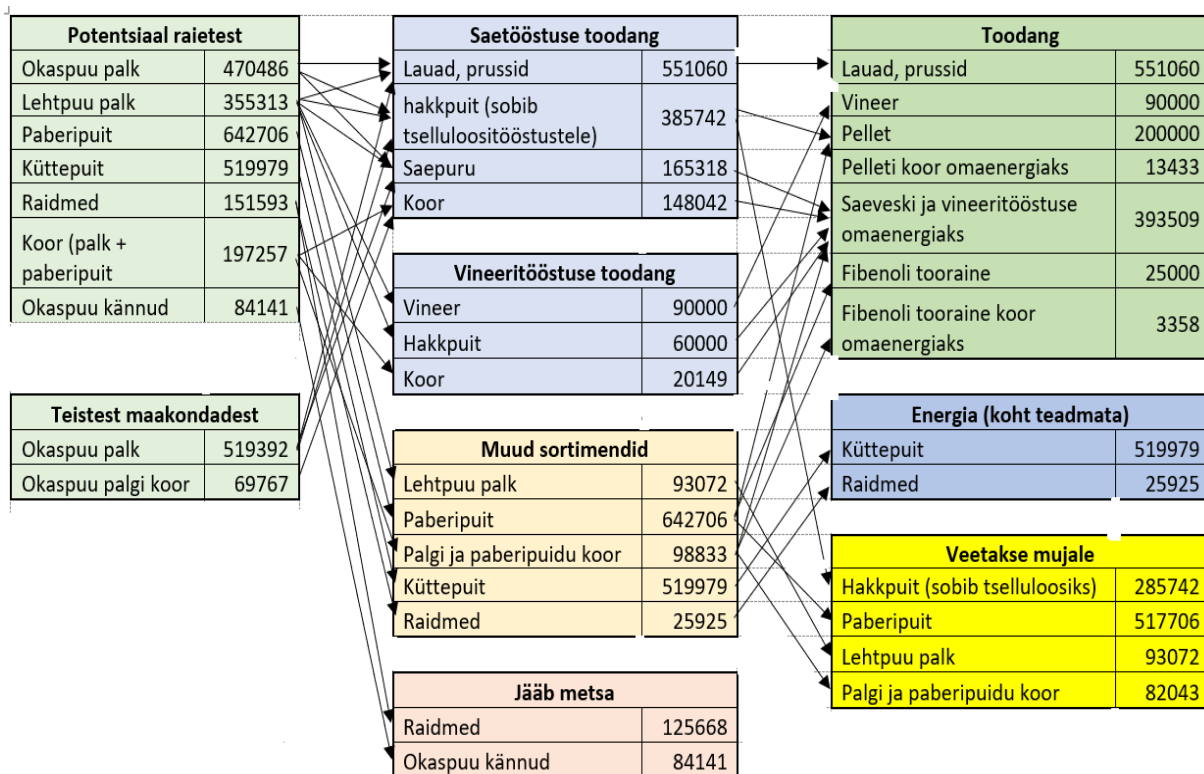 Potentsiaal raietest
Okaspuu palk 470486
Lehtpuu palk 355313
Paberipuit 642706
Küttepuit 519979
Raidmed 151593
Koor (palk +
paberipuit 197257
Okaspuu kännud 84141
Teistest maakondadest
Okaspuu palk 519392
Okaspuu palgi koor 69767
Saetööstuse toodang
Lauad, prussid 551060
hakkpuit (sobib
tselluloositööstustele) 385742
Saepuru 165318
Koor 148042
Vineeritööstuse toodang
Vineer 90000
Hakkpuit 60000
Koor 20149
Muud sortimendid
Lehtpuu palk 93072
Paberipuit 642706
Palgi ja paberipuidu koor 98833
Küttepuit 519979
Raidmed 25925
Jääb metsa
Raidmed 125668
Okaspuu kännud 84141
Toodang
Lauad, prussid 551060
Vineer 90000
Pellet 200000
Pelleti koor omaenergiaks 13433
Saeveski ja vineeritööstuse
omaenergiaks 393509
Fibenoli tooraine 25000
Fibenoli tooraine koor
omaenergiaks 3358
Energia (koht teadmata)
Küttepuit 519979
Raidmed 25925
Veetakse mujale
Hakkpuit (sobib tselluloosiks) 285742
Paberipuit 517706
Lehtpuu palk 93072
Palgi ja paberipuidu koor 82043